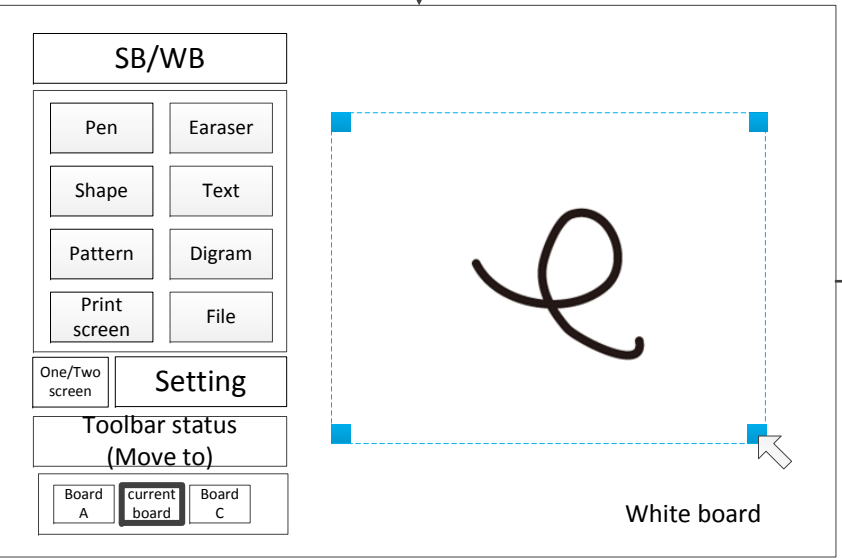 SB/WB
Pen
Earaser
Shape
Text
Pattern
Digram
Print
screen
File
One/Two
screen
Setting
Toolbar status
(Move to)
Board
A
current
board
Board
C
White board